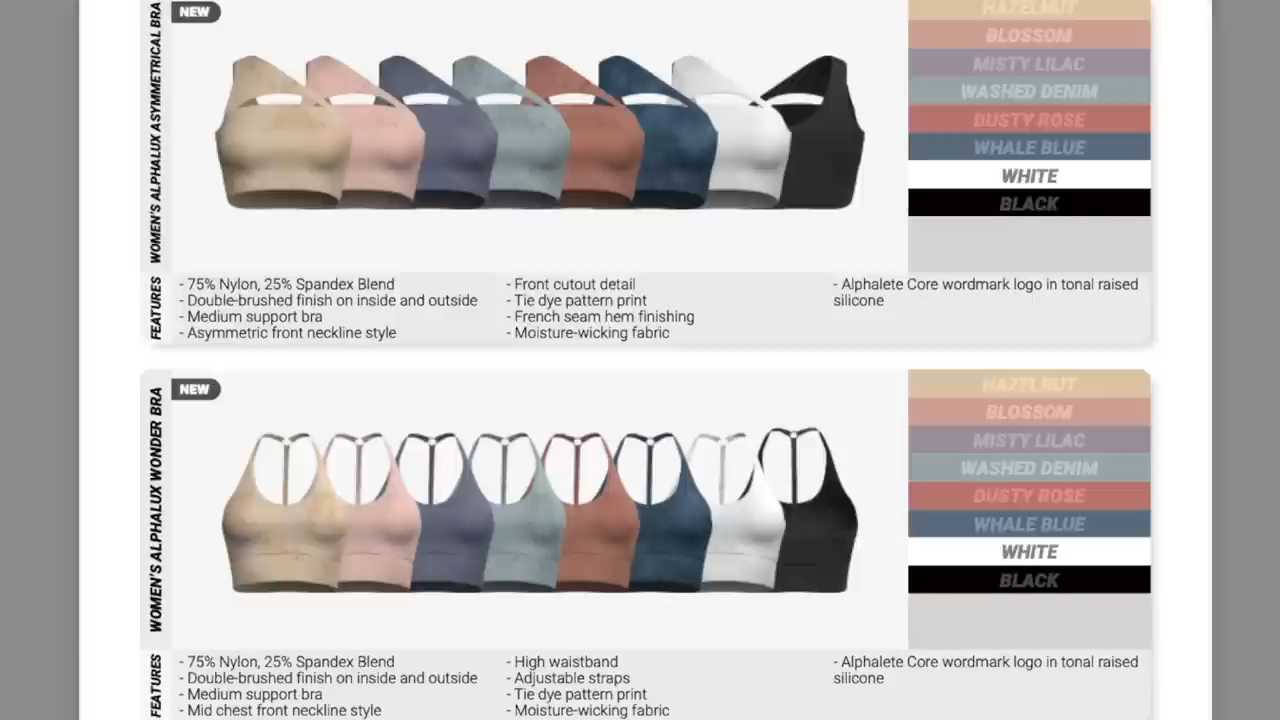 NEW
WOMEN'S ALPHALUX ASYMMETRICAL BRA
HAZELNUT
BLOSSOM
MISTY LILAC
WASHED DENIM
DUSTY ROSE
WHALE BLUE
WHITE
BLACK
FEATURES
- 75% Nylon, 25% Spandex Blend
- Double-brushed finish on inside and outside
- Medium support bra
- Asymmetric front neckline style
- Front cutout detail
- Tie dye pattern print
- French seam hem finishing
- Moisture-wicking fabric
- Alphalete Core wordmark logo in tonal raised
silicone
NEW
WOMEN'S ALPHALUX WONDER BRA
HAZELNUT
BLOSSOM
MISTY LILAC
WASHED DENIM
DUSTY ROSE
WHALE BLUE
WHITE
BLACK
FEATURES
- 75% Nylon, 25% Spandex Blend
- Double-brushed finish on inside and outside
- Medium support bra
- Mid chest front neckline style
- High waistband
- Adjustable straps
- Tie dye pattern print
- Moisture-wicking fabric
- Alphalete Core wordmark logo in tonal raised
silicone